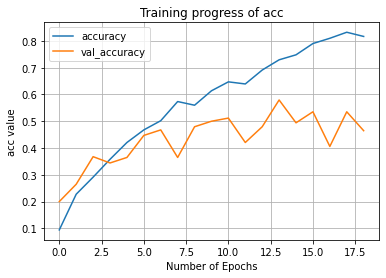 Training progress of acc
accuracy
val_accuracy
acc value
0.8
0.7
0.6
0.5
0.4
0.3
0.2
0.1
0.0 2.5 5.0 7.5 10.0 12.5 15.0 17.5
Number of Epochs